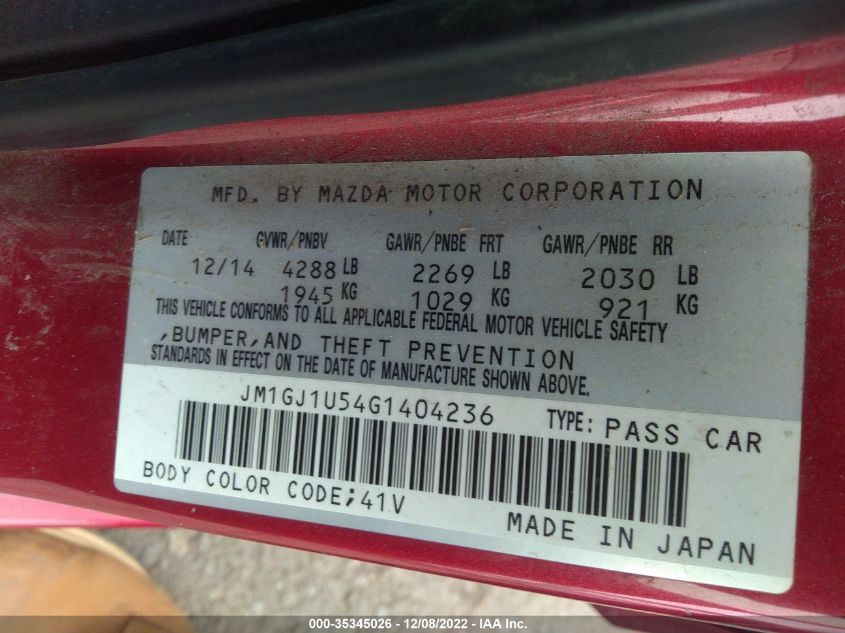 MFD. BY MAZDA MOTOR CORPORATION
DATE GVWR/PNBV GAWR/PNBE FRT GAWR/PNBE RR
12/14 4288 LB 2269 LB 2030 LB
1945 KG 1029 KG 921 KG
THIS VEHICLE CONFORMS TO ALL APPLICABLE FEDERAL MOTOR VEHICLE SAFETY
,BUMPER,AND THEFT PREVENTION
STANDARDS IN EFFECT ON THE DATE OF MANUFACTURE SHOWN ABOVE.
JM1GJ1U54G1404236 TYPE: PASS CAR
BODY COLOR CODE;41V
MADE IN JAPAN
000-35345026 - 12/08/2022 - IAA Inc.